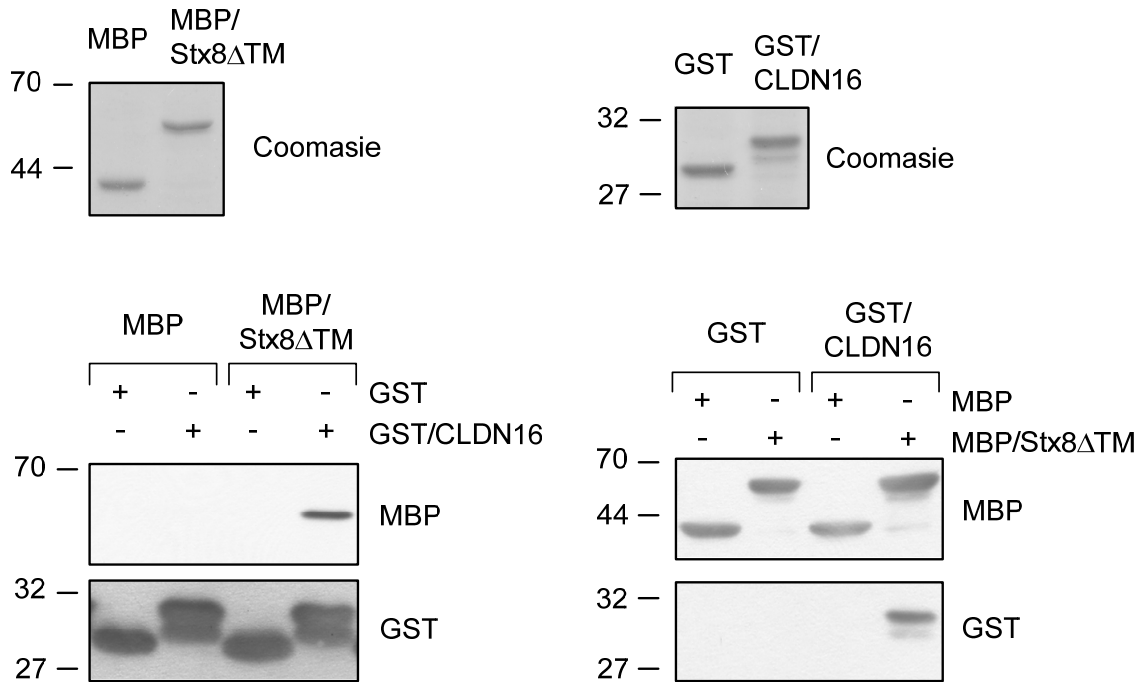 MBP MBP/
Stx8ΔTM
70
44
Coomasie
GST GST/
CLDN16
32
27
Coomasie
MBP MBP/
Stx8ΔTM
+ - + - GST
- + - + GST/CLDN16
70
MBP
32
27
GST
GST GST/
CLDN16
+ - + - MBP
- + - + MBP/Stx8ΔTM
70
44
MBP
32
27
GST